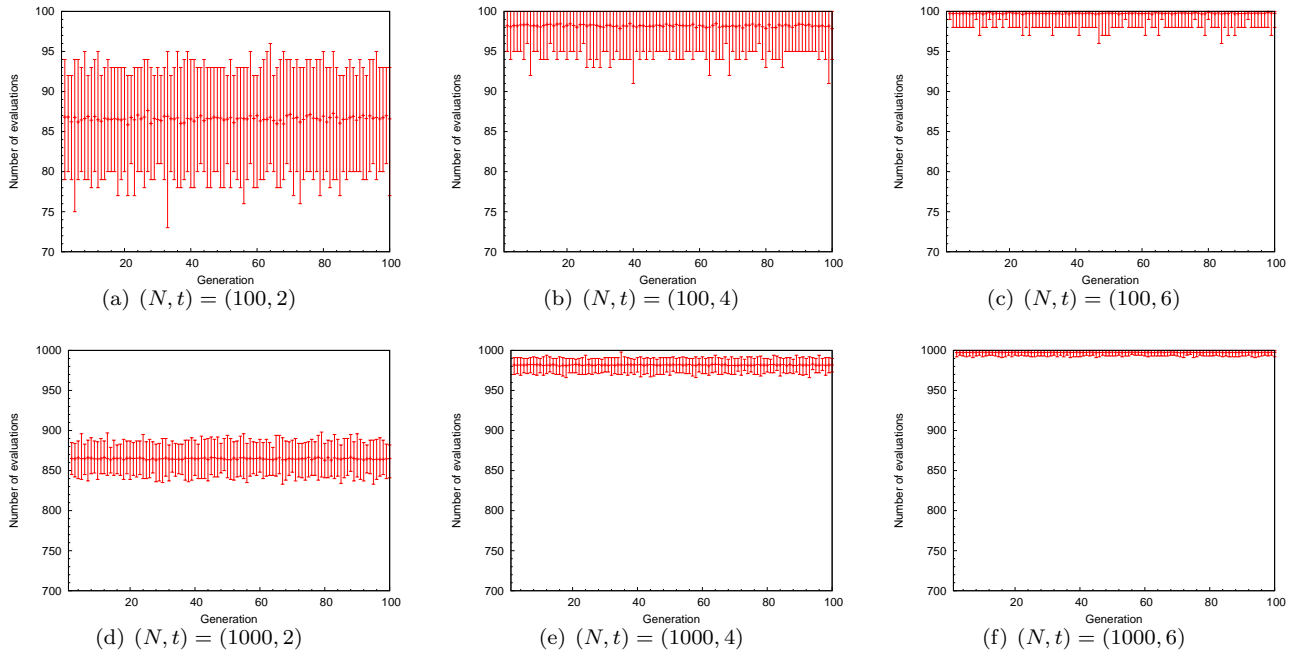 100
95
90
85
80
75
70
Number of evaluations
20 40 60 80 100
Generation
(a) (N, t) = (100, 2)
100
95
90
85
80
75
70
Number of evaluations
20 40 60 80 100
Generation
(b) (N, t) = (100, 4)
100
95
90
85
80
75
70
Number of evaluations
20 40 60 80 100
Generation
(c) (N, t) = (100, 6)
1000
950
900
850
800
750
700
Number of evaluations
20 40 60 80 100
Generation
(d) (N, t) = (1000, 2)
1000
950
900
850
800
750
700
Number of evaluations
20 40 60 80 100
Generation
(e) (N, t) = (1000, 4)
1000
950
900
850
800
750
700
Number of evaluations
20 40 60 80 100
Generation
(f) (N, t) = (1000, 6)